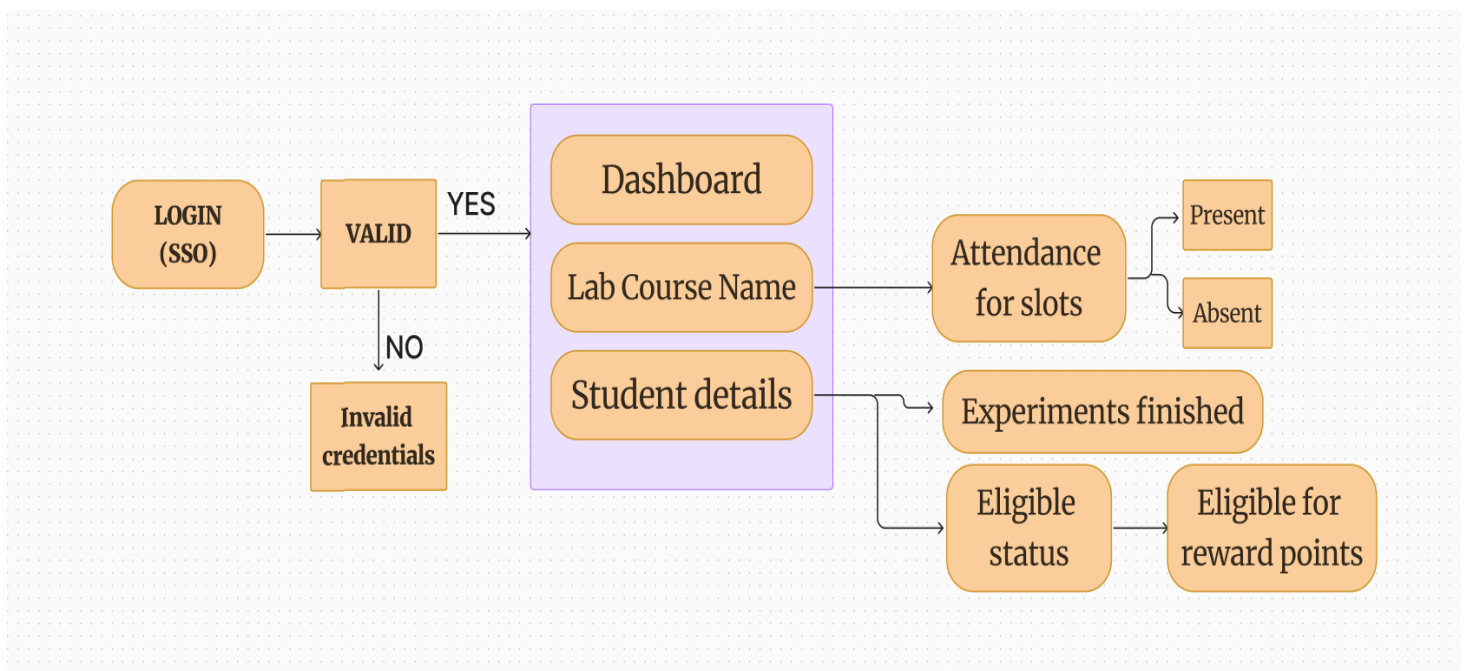 LOGIN
(SSO)
VALID
YES
NO
Invalid
credentials
Dashboard
Lab Course Name
Student details
Attendance
for slots
Present
Absent
Experiments finished
Eligible
status
Eligible for
reward points